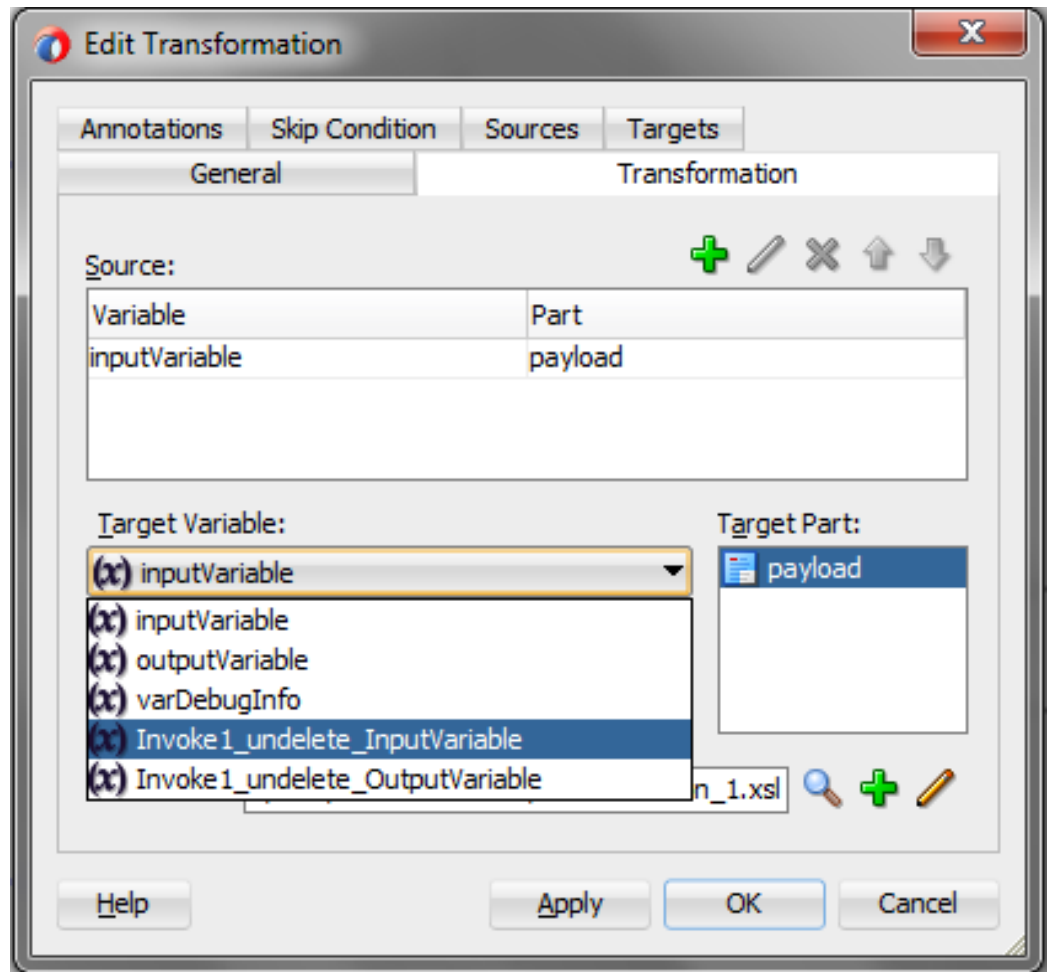 Edit Transformation
Annotations Skip Condition Sources Targets
General Transformation
Source:
Variable Part
inputVariable payload
Target Variable: Target Part:
(x) inputVariable payload
(x) inputVariable
(x) outputVariable
(x) varDebugInfo
(x) Invoke1_undelete_InputVariable
(x) Invoke1_undelete_OutputVariable
n_1.xsl
Help Apply OK Cancel